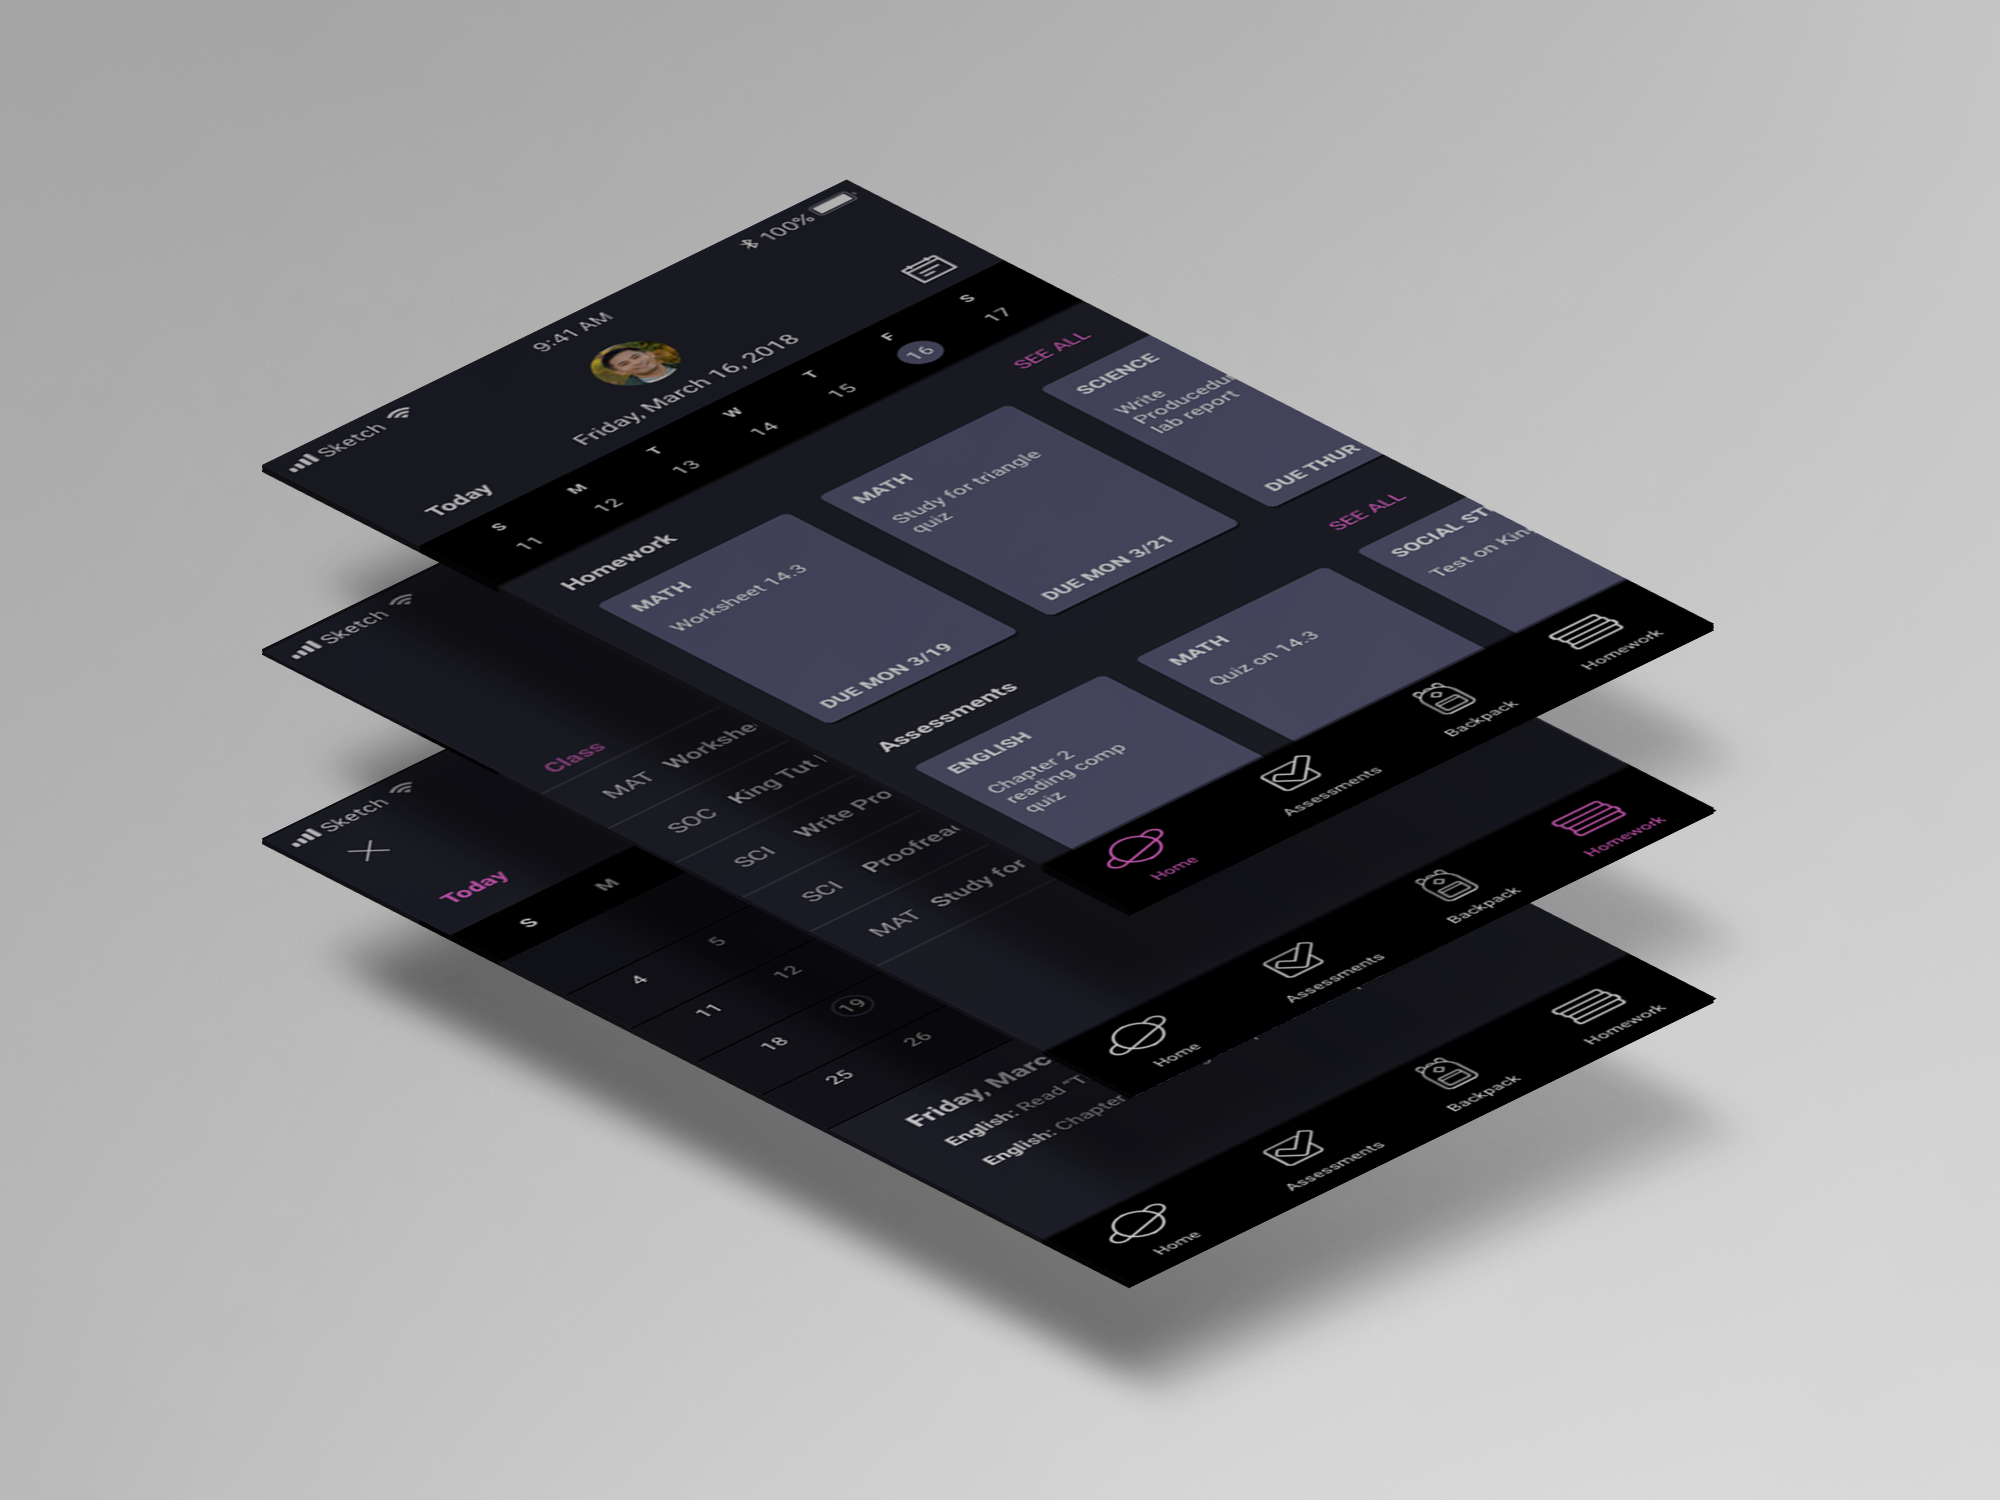 Sketch
9:41 AM
100%
Friday, March 16, 2018
Today
S M T W T F S
11 12 13 14 15 16 17
Homework
SEE ALL
MATH
Worksheet 14.3
DUE MON 3/19
MATH
Study for triangle
quiz
DUE MON 3/21
SCIENCE
Write
Producedu
lab report
DUE THUR
Assessments
SEE ALL
ENGLISH
Chapter 2
reading comp
quiz
MATH
Quiz on 14.3
SOCIAL ST
Test on Kin
Home
Assessments
Backpack
Homework
Sketch
Class
MAT Workshe
SOC King Tut
SCI Write Pro
SCI Proofread
MAT Study for
Home
Assessments
Backpack
Homework
Sketch
Today
S M
4 5
11 12
18 19
25 26
Friday, Marc
English: Read "T
English: Chapter
Home
Assessments
Backpack
Homework